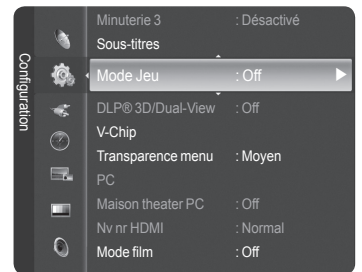 Configuration
Minuterie 3 : Désactivé
Sous-titres
Mode Jeu : Off
DLP® 3D/Dual-View : Off
V-Chip
Transparence menu : Moyen
PC
Maison theater PC : Off
Nv nr HDMI : Normal
Mode film : Off